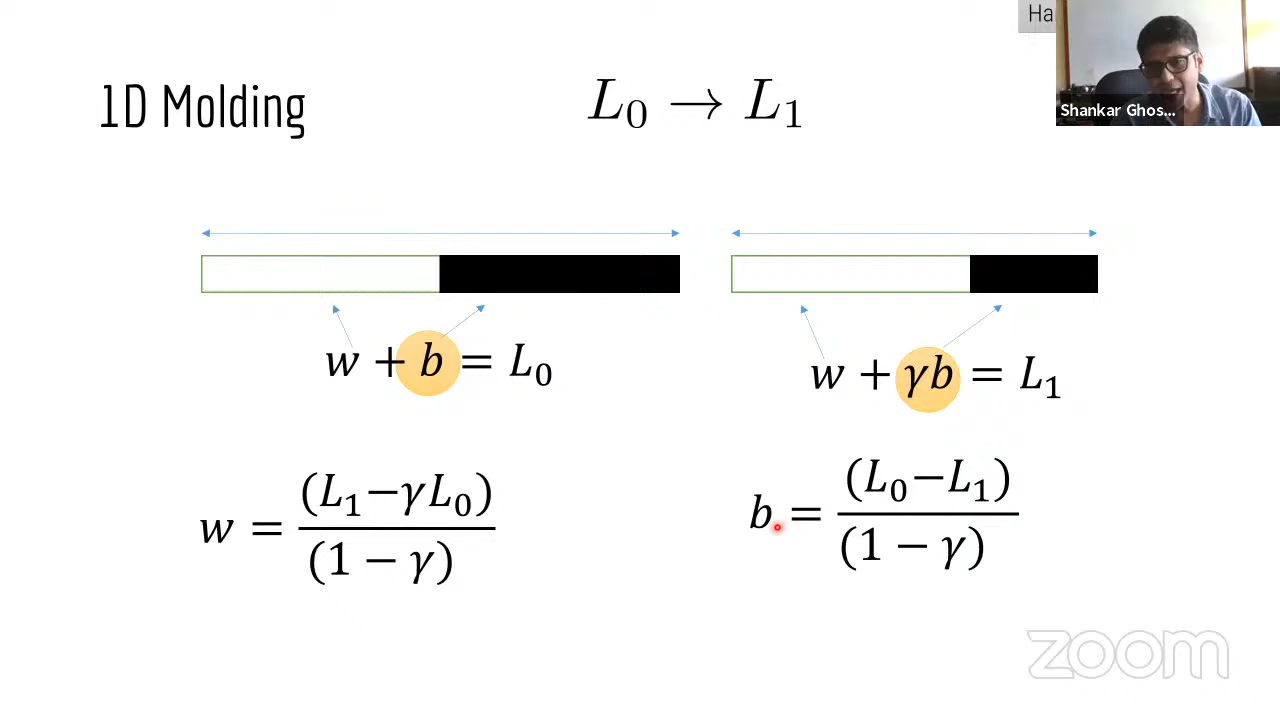 Ha
1D Molding
L₀ → L₁
Shankar Ghos...
w + b = L₀
w + γb = L₁
w = (L₁−γL₀) / (1 − γ)
b = (L₀−L₁) / (1 − γ)
zoom